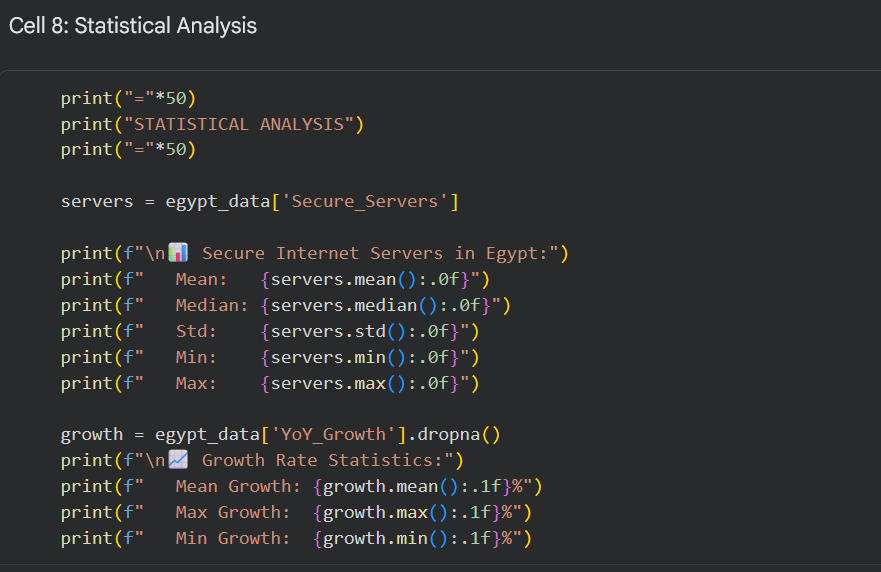 Cell 8: Statistical Analysis
print("="*50)
print("STATISTICAL ANALYSIS")
print("="*50)
servers = egypt_data['Secure_Servers']
print(f"\n📊 Secure Internet Servers in Egypt:")
print(f"   Mean:   {servers.mean():.0f}")
print(f"   Median: {servers.median():.0f}")
print(f"   Std:    {servers.std():.0f}")
print(f"   Min:    {servers.min():.0f}")
print(f"   Max:    {servers.max():.0f}")
growth = egypt_data['YoY_Growth'].dropna()
print(f"\n📈 Growth Rate Statistics:")
print(f"   Mean Growth: {growth.mean():.1f}%")
print(f"   Max Growth:  {growth.max():.1f}%")
print(f"   Min Growth:  {growth.min():.1f}%")